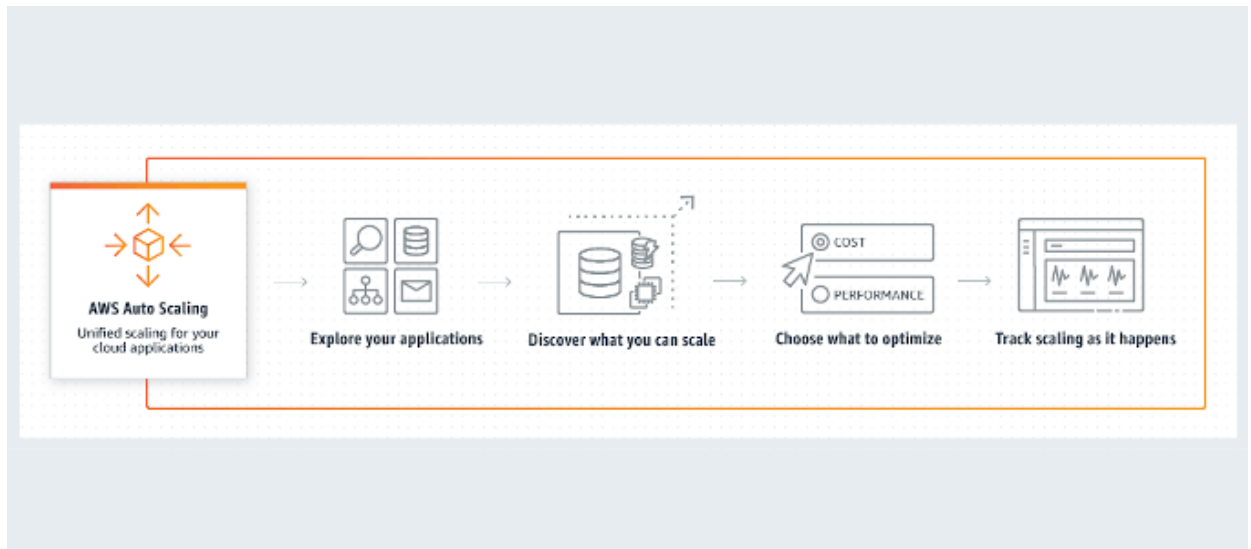 AWS Auto Scaling
Unified scaling for your
cloud applications
Explore your applications
Discover what you can scale
COST
PERFORMANCE
Choose what to optimize
Track scaling as it happens